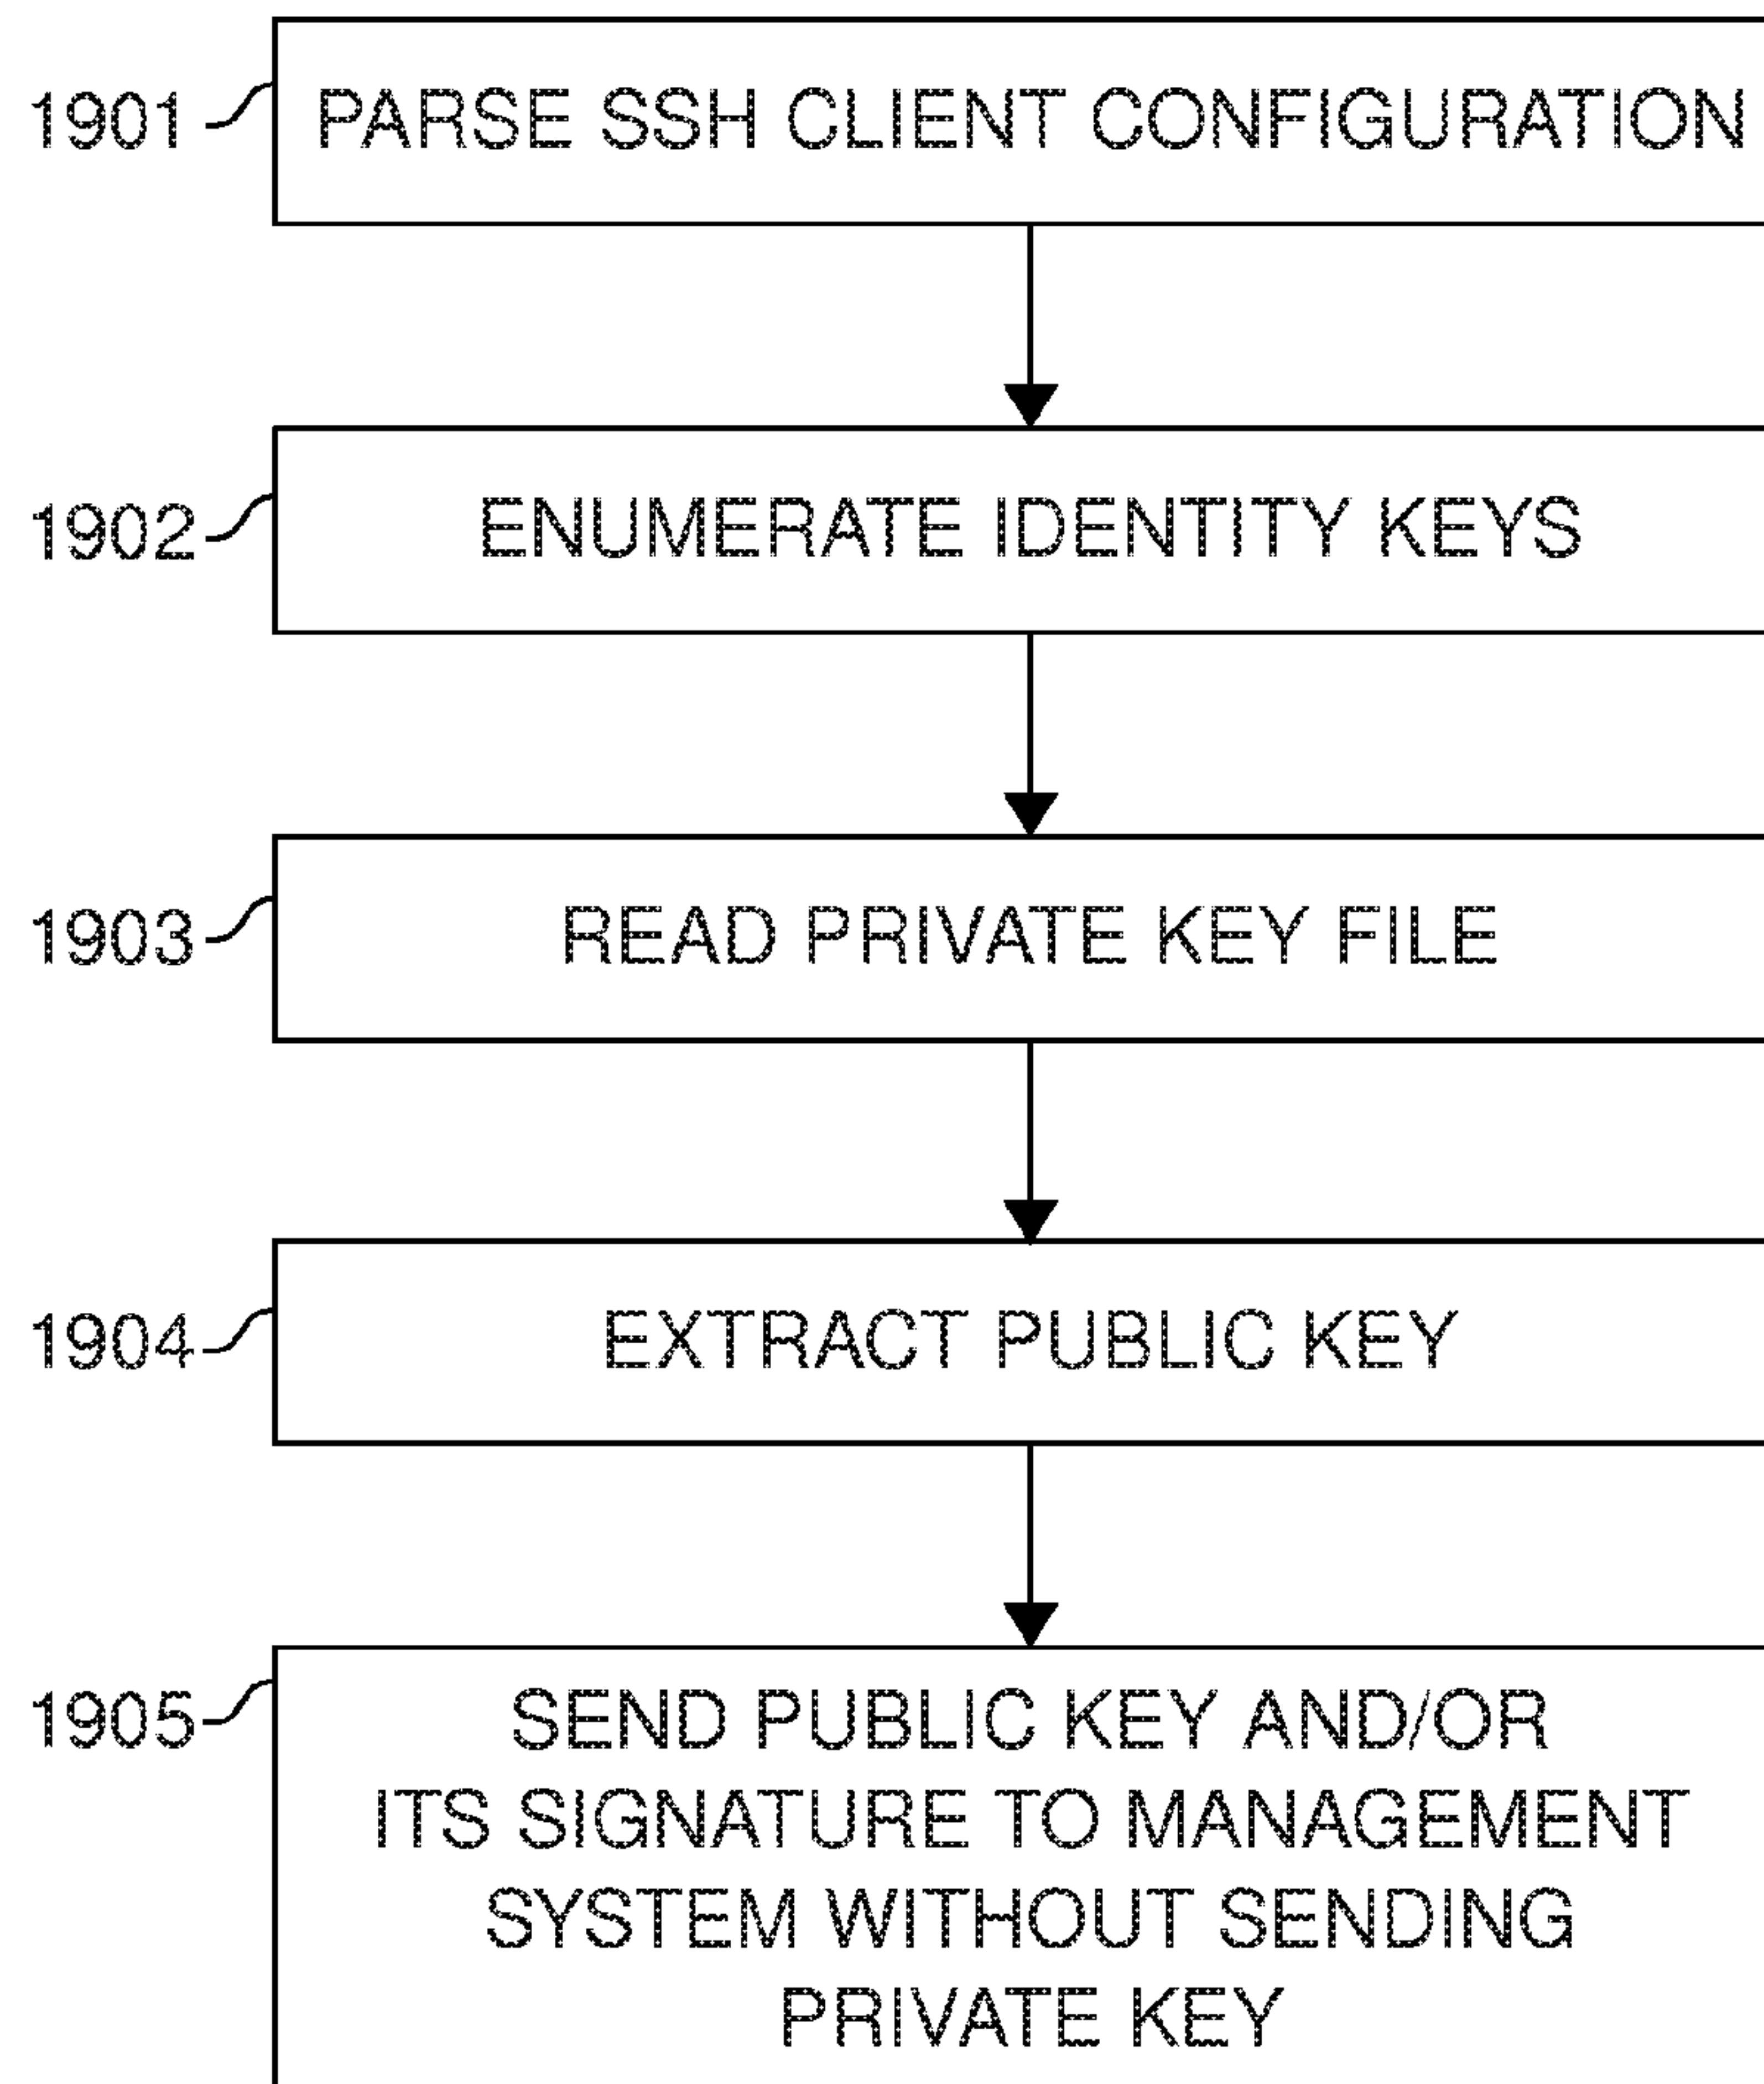 1901 PARSE SSH CLIENT CONFIGURATION
1902 ENUMERATE IDENTITY KEYS
1903 READ PRIVATE KEY FILE
1904 EXTRACT PUBLIC KEY
1905 SEND PUBLIC KEY AND/OR
ITS SIGNATURE TO MANAGEMENT
SYSTEM WITHOUT SENDING
PRIVATE KEY